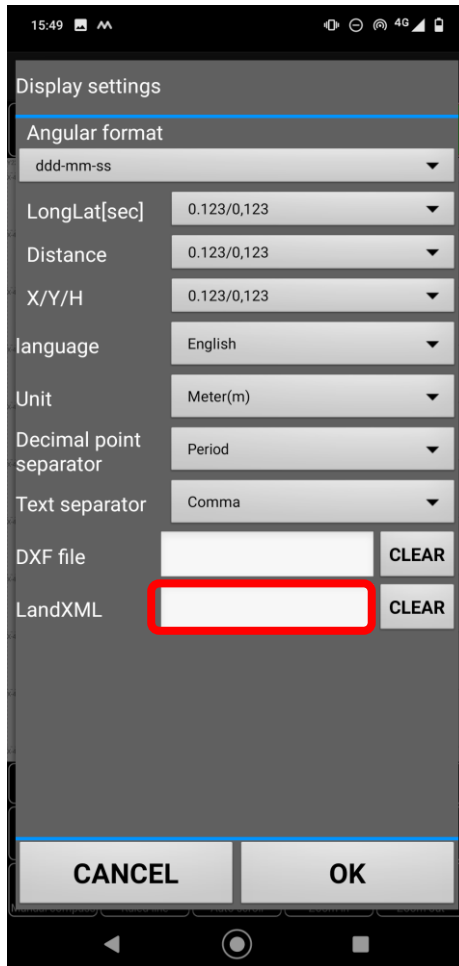 15:49
4G
Display settings
Angular format
ddd-mm-ss
LongLat[sec] 0.123/0,123
Distance 0.123/0,123
X/Y/H 0.123/0,123
language English
Unit Meter(m)
Decimal point
separator Period
Text separator Comma
DXF file CLEAR
LandXML CLEAR
CANCEL OK